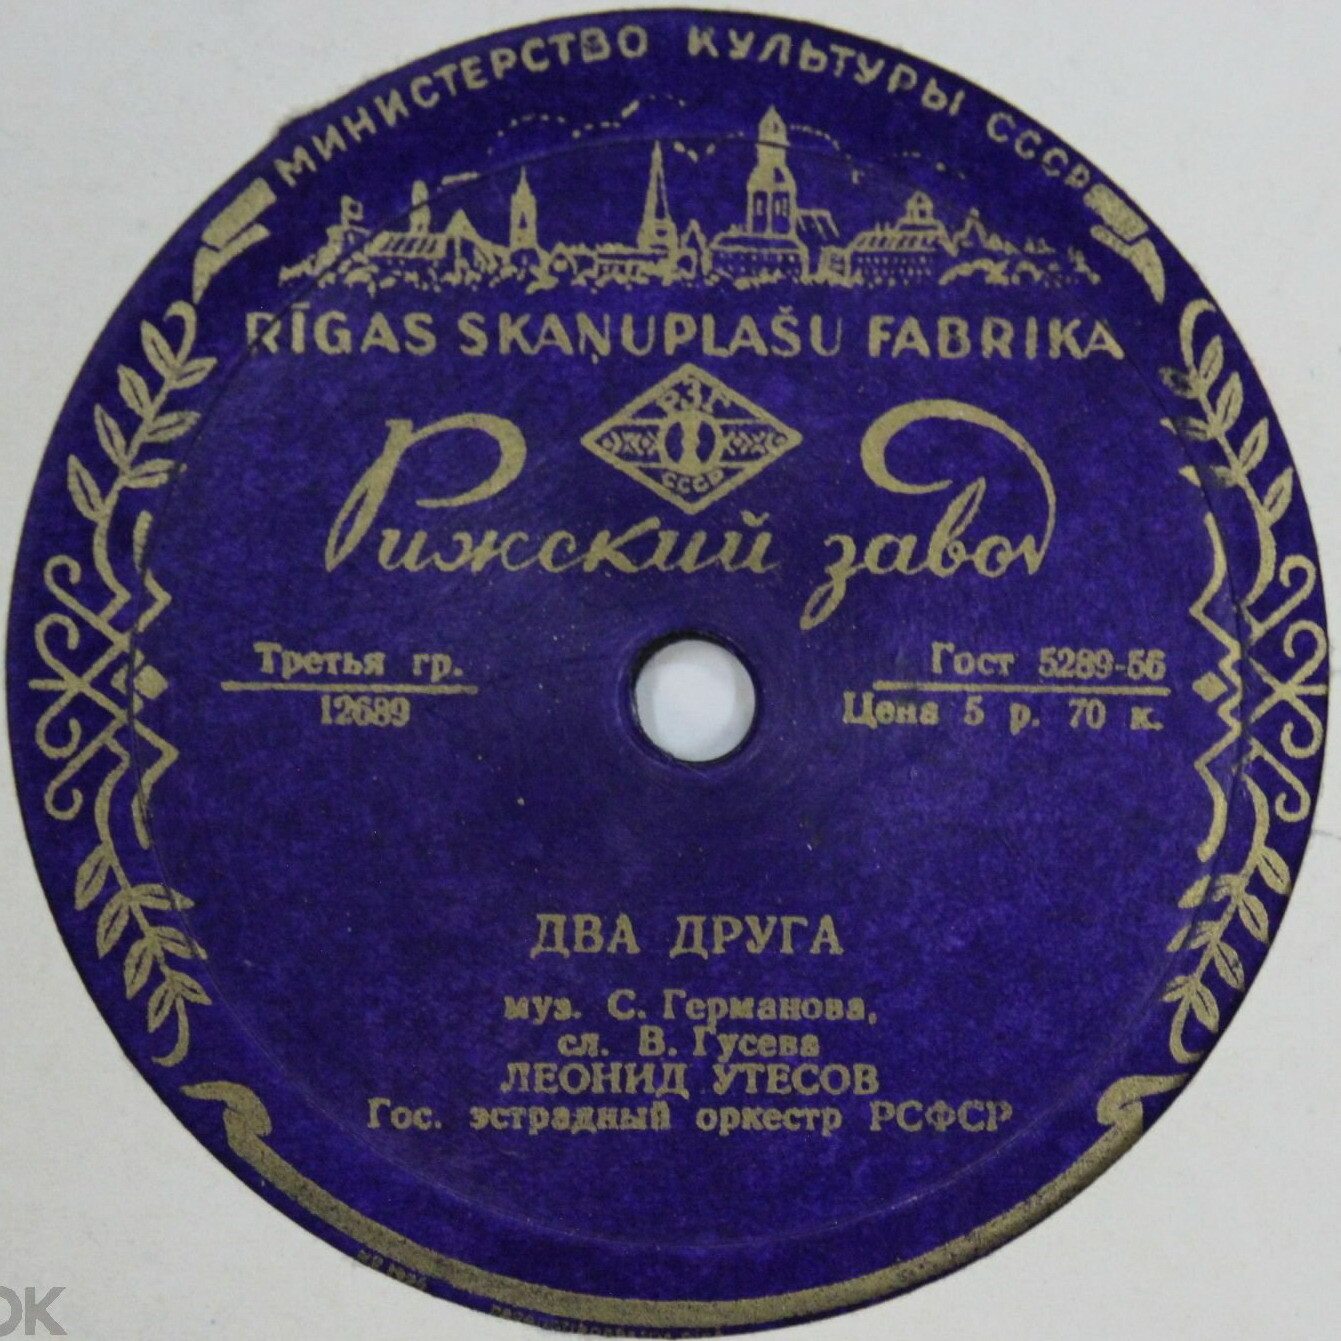 МИНИСТЕРСТВО КУЛЬТУРЫ СССР
RĪGAS SKAŅUPLAŠU FABRIKA
РЗГ
СССР
Рижский завод
Третья гр.
12689
Гост 5289-56
Цена 5 р. 70 к.
ДВА ДРУГА
муз. С. Германова,
сл. В. Гусева
ЛЕОНИД УТЕСОВ
Гос. эстрадный оркестр РСФСР
ОК